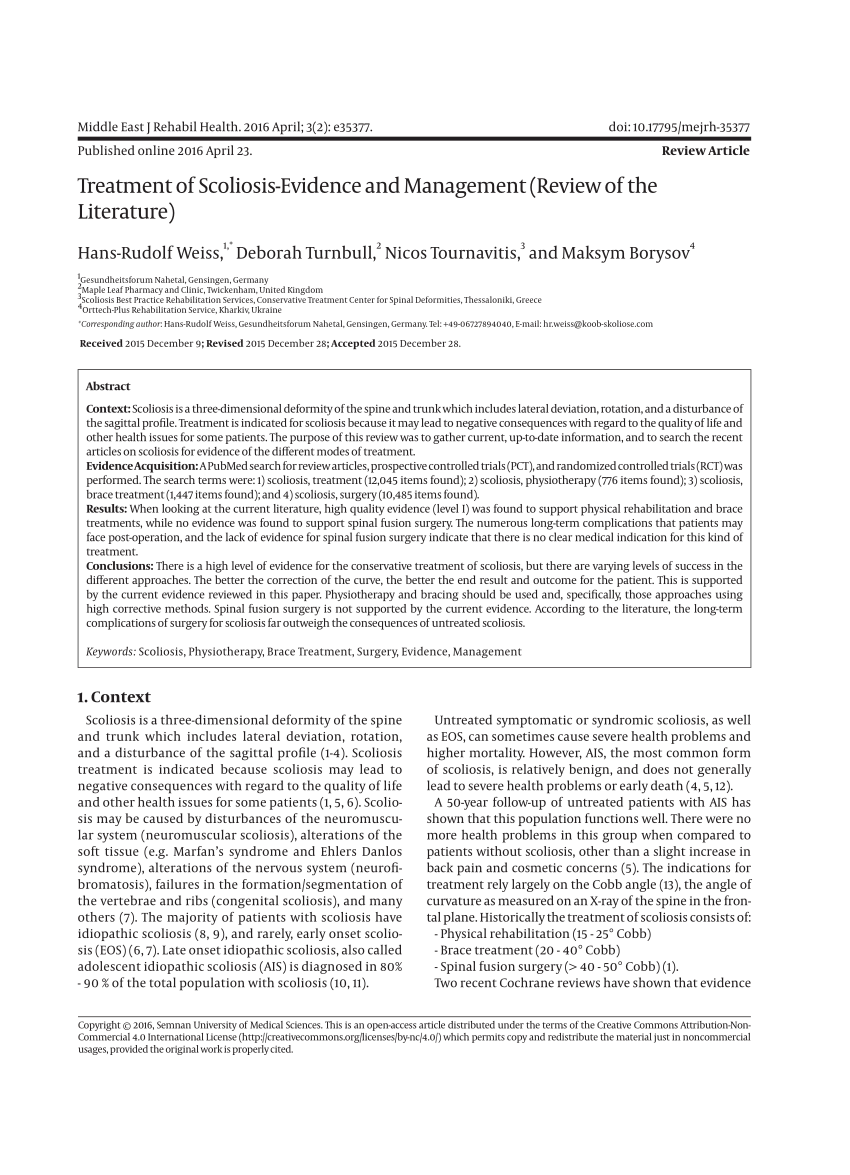 Middle East J Rehabil Health. 2016 April; 3(2): e35377.
doi: 10.17795/mejrh-35377
Published online 2016 April 23.
Review Article
Treatment of Scoliosis-Evidence and Management (Review of the
Literature)
Hans-Rudolf Weiss,1,* Deborah Turnbull,2 Nicos Tournavitis,3 and Maksym Borysov4
1Gesundheitsforum Nahetal, Gensingen, Germany
2Maple Leaf Pharmacy and Clinic, Twickenham, United Kingdom
3Scoliosis Best Practice Rehabilitation Services, Conservative Treatment Center for Spinal Deformities, Thessaloniki, Greece
4Orttech-Plus Rehabilitation Service, Kharkiv, Ukraine
*Corresponding author: Hans-Rudolf Weiss, Gesundheitsforum Nahetal, Gensingen, Germany. Tel: +49-06727894040, E-mail: hr.weiss@koob-skoliose.com
Received 2015 December 9; Revised 2015 December 28; Accepted 2015 December 28.
Abstract
Context: Scoliosis is a three-dimensional deformity of the spine and trunk which includes lateral deviation, rotation, and a disturbance of
the sagittal profile. Treatment is indicated for scoliosis because it may lead to negative consequences with regard to the quality of life and
other health issues for some patients. The purpose of this review was to gather current, up-to-date information, and to search the recent
articles on scoliosis for evidence of the different modes of treatment.
Evidence Acquisition: A PubMed search for review articles, prospective controlled trials (PCT), and randomized controlled trials (RCT) was
performed. The search terms were: 1) scoliosis, treatment (12,045 items found); 2) scoliosis, physiotherapy (776 items found); 3) scoliosis,
brace treatment (1,447 items found); and 4) scoliosis, surgery (10,485 items found).
Results: When looking at the current literature, high quality evidence (level I) was found to support physical rehabilitation and brace
treatments, while no evidence was found to support spinal fusion surgery. The numerous long-term complications that patients may
face post-operation, and the lack of evidence for spinal fusion surgery indicate that there is no clear medical indication for this kind of
treatment.
Conclusions: There is a high level of evidence for the conservative treatment of scoliosis, but there are varying levels of success in the
different approaches. The better the correction of the curve, the better the end result and outcome for the patient. This is supported
by the current evidence reviewed in this paper. Physiotherapy and bracing should be used and, specifically, those approaches using
high corrective methods. Spinal fusion surgery is not supported by the current evidence. According to the literature, the long-term
complications of surgery for scoliosis far outweigh the consequences of untreated scoliosis.
Keywords: Scoliosis, Physiotherapy, Brace Treatment, Surgery, Evidence, Management
1. Context
Scoliosis is a three-dimensional deformity of the spine
and trunk which includes lateral deviation, rotation,
and a disturbance of the sagittal profile (1-4). Scoliosis
treatment is indicated because scoliosis may lead to
negative consequences with regard to the quality of life
and other health issues for some patients (1, 5, 6). Scolio-
sis may be caused by disturbances of the neuromuscu-
lar system (neuromuscular scoliosis), alterations of the
soft tissue (e.g. Marfan's syndrome and Ehlers Danlos
syndrome), alterations of the nervous system (neurofi-
bromatosis), failures in the formation/segmentation of
the vertebrae and ribs (congenital scoliosis), and many
others (7). The majority of patients with scoliosis have
idiopathic scoliosis (8, 9), and rarely, early onset scolio-
sis (EOS) (6, 7). Late onset idiopathic scoliosis, also called
adolescent idiopathic scoliosis (AIS) is diagnosed in 80%
- 90 % of the total population with scoliosis (10, 11).
Untreated symptomatic or syndromic scoliosis, as well
as EOS, can sometimes cause severe health problems and
higher mortality. However, AIS, the most common form
of scoliosis, is relatively benign, and does not generally
lead to severe health problems or early death (4, 5, 12).
A 50-year follow-up of untreated patients with AIS has
shown that this population functions well. There were no
more health problems in this group when compared to
patients without scoliosis, other than a slight increase in
back pain and cosmetic concerns (5). The indications for
treatment rely largely on the Cobb angle (13), the angle of
curvature as measured on an X-ray of the spine in the fron-
tal plane. Historically the treatment of scoliosis consists of:
- Physical rehabilitation (15 - 25° Cobb)
- Brace treatment (20 - 40° Cobb)
- Spinal fusion surgery (> 40 - 50° Cobb) (1).
Two recent Cochrane reviews have shown that evidence
Copyright © 2016, Semnan University of Medical Sciences. This is an open-access article distributed under the terms of the Creative Commons Attribution-Non-
Commercial 4.0 International License (http://creativecommons.org/licenses/by-nc/4.0/) which permits copy and redistribute the material just in noncommercial
usages, provided the original work is properly cited.